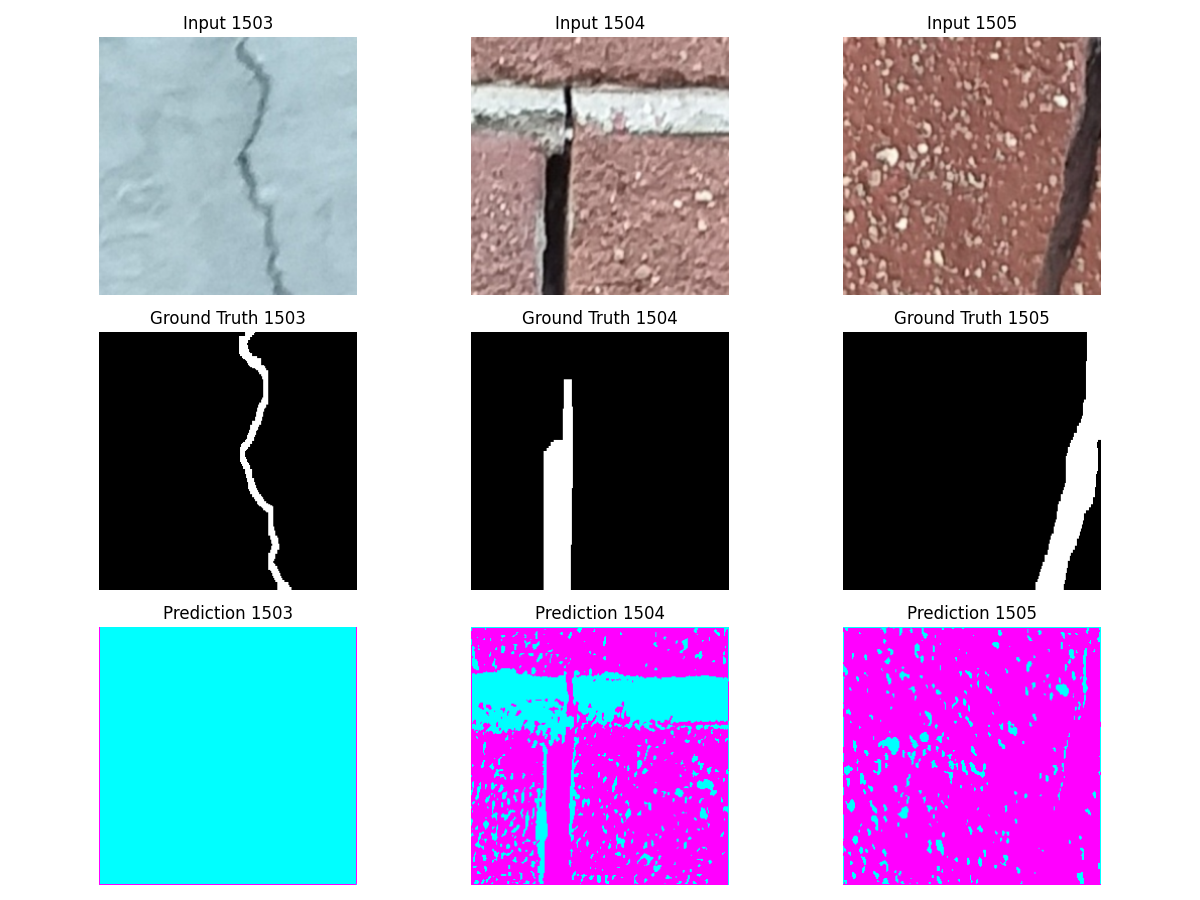 Input 1503
Input 1504
Input 1505
Ground Truth 1503
Ground Truth 1504
Ground Truth 1505
Prediction 1503
Prediction 1504
Prediction 1505